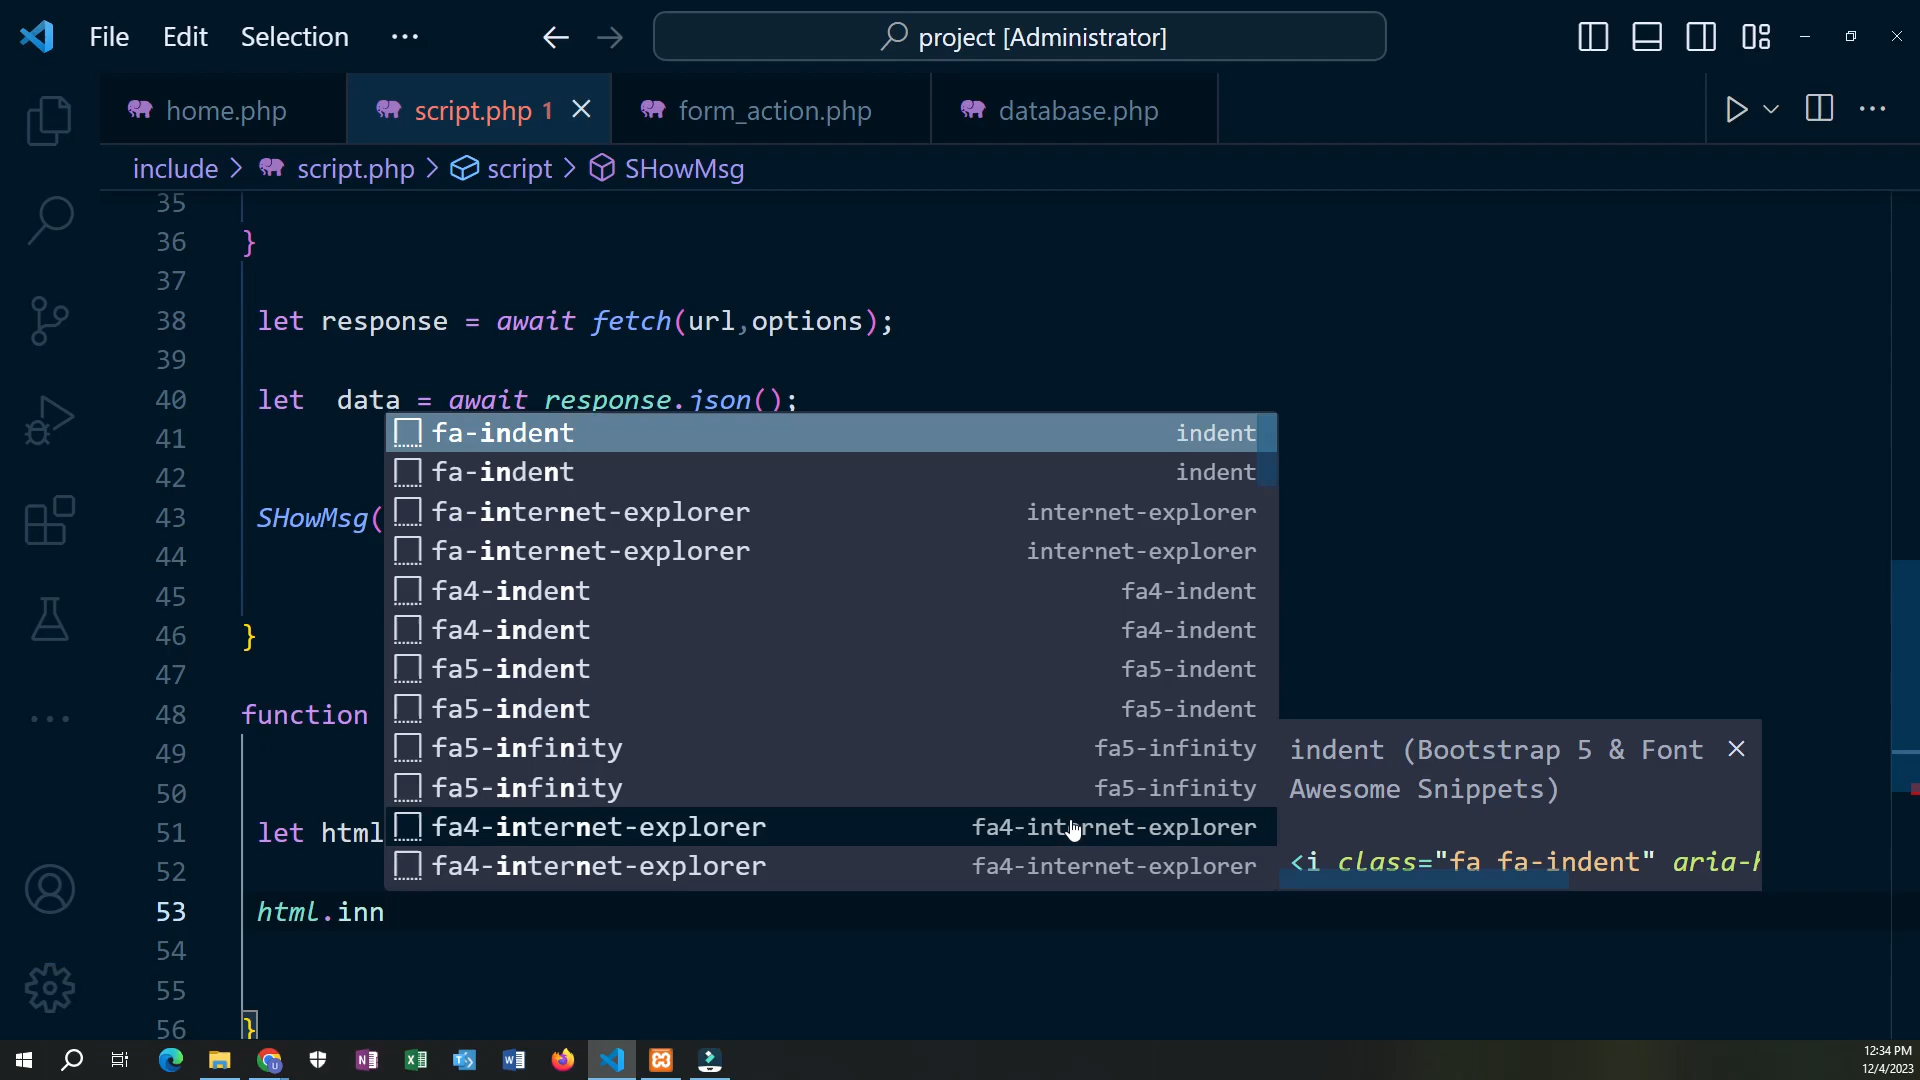 File Edit Selection ··· project [Administrator]
home.php script.php 1 form_action.php database.php
include > script.php > script > SHowMsg
35
36 }
37
38 let response = await fetch(url,options);
39
40 let data = await response.json();
41
42
43 SHowMsg(
44
45
46 }
47
48 function
49
50
51 let html
52
53 html.inn
54
55
56 }
fa-indent indent
fa-indent indent
fa-internet-explorer internet-explorer
fa-internet-explorer internet-explorer
fa4-indent fa4-indent
fa4-indent fa4-indent
fa5-indent fa5-indent
fa5-indent fa5-indent
fa5-infinity fa5-infinity
fa5-infinity fa5-infinity
fa4-internet-explorer fa4-internet-explorer
fa4-internet-explorer fa4-internet-explorer
indent (Bootstrap 5 & Font
Awesome Snippets)
<i class="fa fa-indent" aria-h
12:34 PM
12/4/2023